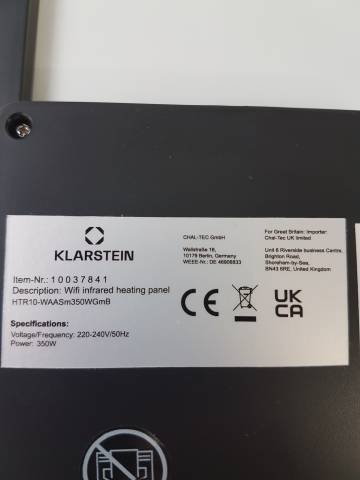 KLARSTEIN
CHAL-TEC GmbH
Wallstraße 16,
10179 Berlin, Germany
WEEE-Nr.: DE 46909833
For Great Britain: Importer
Chal-Tec UK limited
Unit 6 Riverside business Centre,
Brighton Road,
Shoreham-by-Sea,
BN43 6RE, United Kingdom
Item-Nr.: 10037841
Description: Wifi infrared heating panel
HTR10-WAASm350WGmB
CE
UK
CA
Specifications:
Voltage/Frequency: 220-240V/50Hz
Power: 350W